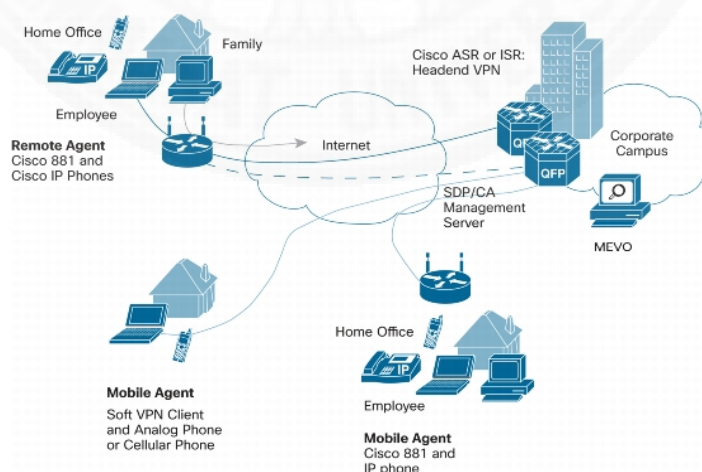 Home Office
Family
IP
Employee
Remote Agent
Cisco 881 and
Cisco IP Phones
Internet
Cisco ASR or ISR:
Headend VPN
Corporate
Campus
QFP
SDP/CA
Management
Server
MEVO
Mobile Agent
Soft VPN Client
and Analog Phone
or Cellular Phone
Home Office
IP
Employee
Mobile Agent
Cisco 881 and
IP phone